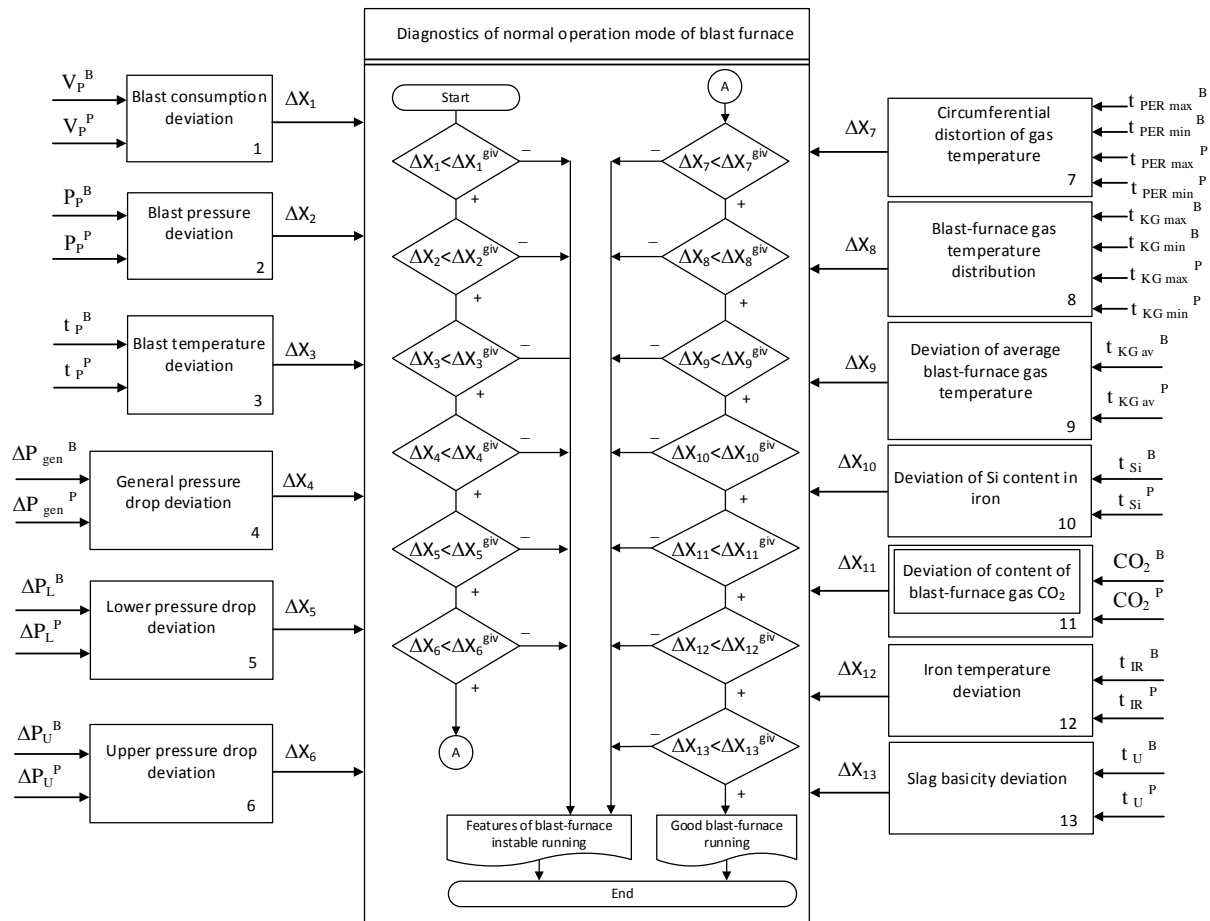 Diagnostics of normal operation mode of blast furnace
V_P^B
V_P^P
Blast consumption
deviation
1
ΔX₁
P_P^B
P_P^P
Blast pressure
deviation
2
ΔX₂
t_P^B
t_P^P
Blast temperature
deviation
3
ΔX₃
ΔP_gen^B
ΔP_gen^P
General pressure
drop deviation
4
ΔX₄
ΔP_L^B
ΔP_L^P
Lower pressure drop
deviation
5
ΔX₅
ΔP_U^B
ΔP_U^P
Upper pressure drop
deviation
6
ΔX₆
Start
ΔX₁<ΔX₁^giv
–
+
ΔX₂<ΔX₂^giv
–
+
ΔX₃<ΔX₃^giv
–
+
ΔX₄<ΔX₄^giv
–
+
ΔX₅<ΔX₅^giv
–
+
ΔX₆<ΔX₆^giv
–
+
A
A
ΔX₇<ΔX₇^giv
–
+
ΔX₈<ΔX₈^giv
–
+
ΔX₉<ΔX₉^giv
–
+
ΔX₁₀<ΔX₁₀^giv
–
+
ΔX₁₁<ΔX₁₁^giv
–
+
ΔX₁₂<ΔX₁₂^giv
–
+
ΔX₁₃<ΔX₁₃^giv
–
+
Features of blast-furnace
instable running
Good blast-furnace
running
End
ΔX₇
Circumferential
distortion of gas
temperature
7
t_PER max^B
t_PER min^B
t_PER max^P
t_PER min^P
ΔX₈
Blast-furnace gas
temperature
distribution
8
t_KG max^B
t_KG min^B
t_KG max^P
t_KG min^P
ΔX₉
Deviation of average
blast-furnace gas
temperature
9
t_KG av^B
t_KG av^P
ΔX₁₀
Deviation of Si content in
iron
10
t_Si^B
t_Si^P
ΔX₁₁
Deviation of content of
blast-furnace gas CO₂
11
CO₂^B
CO₂^P
ΔX₁₂
Iron temperature
deviation
12
t_IR^B
t_IR^P
ΔX₁₃
Slag basicity deviation
13
t_U^B
t_U^P